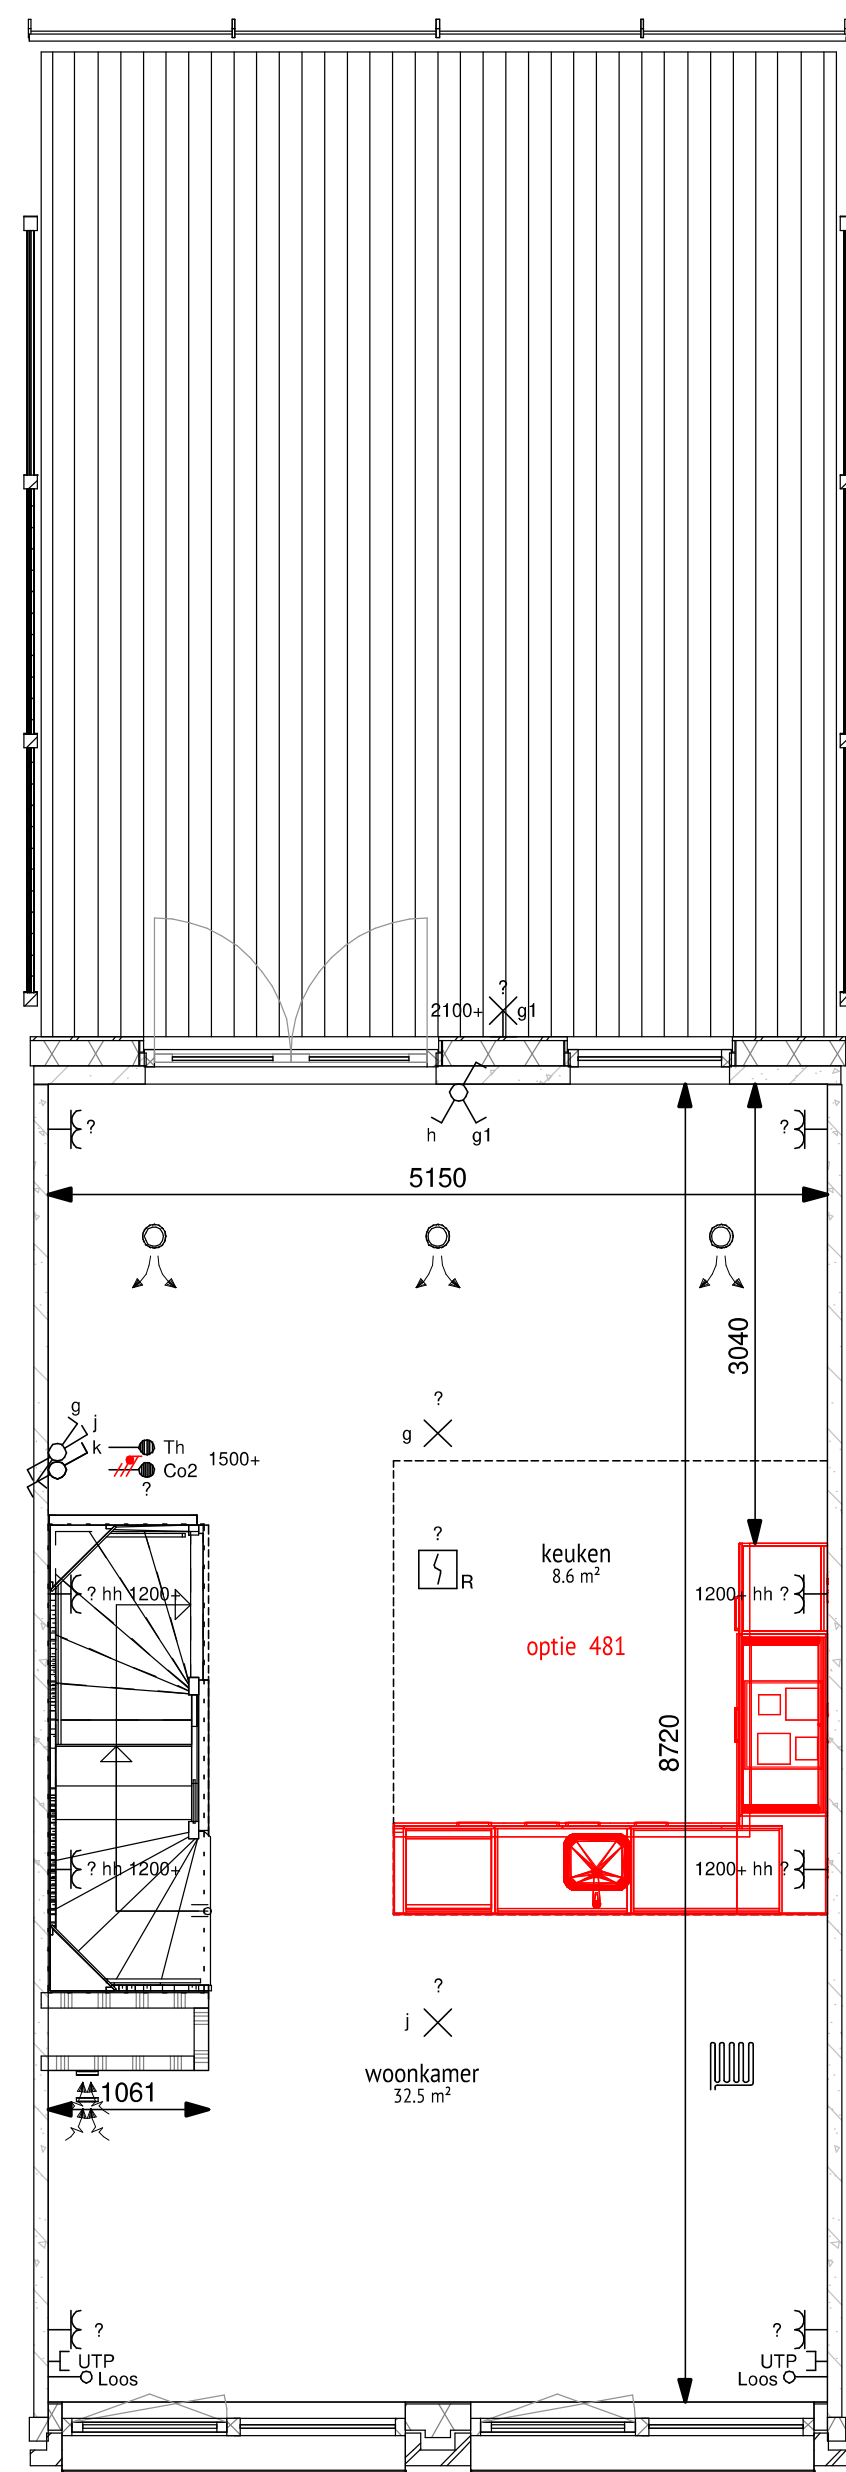 ?
2100+ g1
h g1
? ?
5150
3040
?
g
g
j
k Th
Co2
1500+
?
?
R
keuken
8.6 m²
? hh 1200+
1200+ hh ?
optie 481
8720
? hh 1200+
1200+ hh ?
?
j
woonkamer
32.5 m²
1061
? ?
UTP UTP
Loos Loos